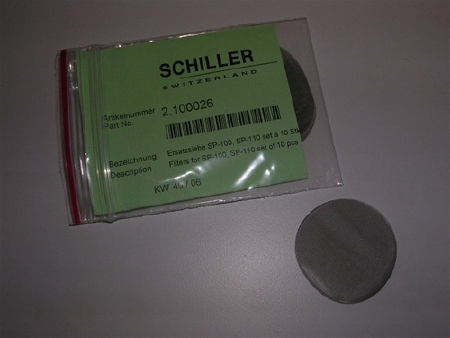 SCHILLER
SWITZERLAND
Artikelnummer
Part No.
2.100026
Bezeichnung
Description
Ersatzsiebe SP-100, SP-110 set à 10 stk
Filters for SP-100, SP-110 set of 10 pcs
KW 40 / 06